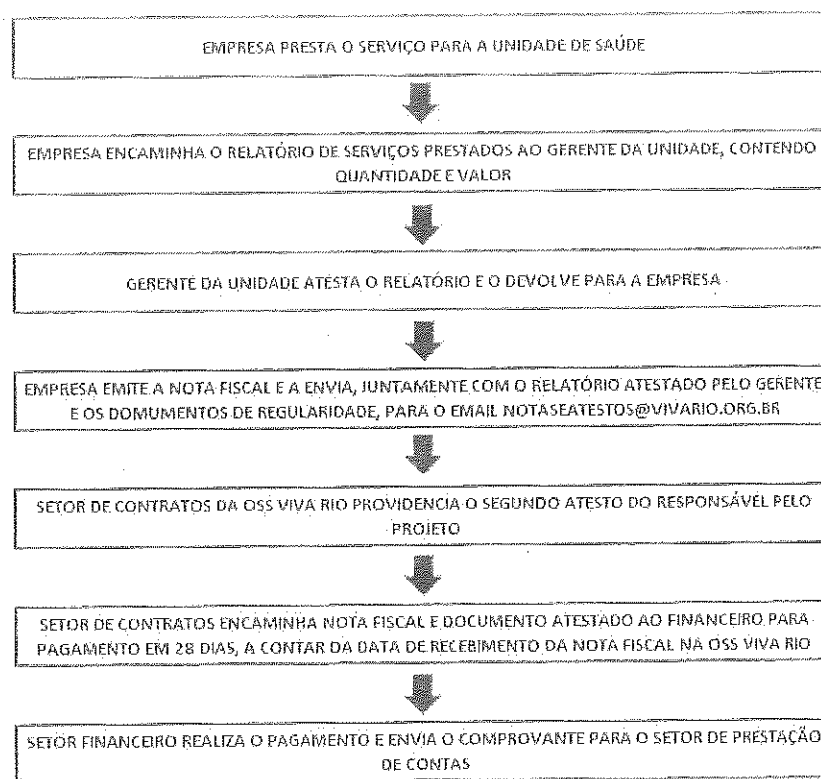 EMPRESA PRESTA O SERVIÇO PARA A UNIDADE DE SAÚDE
EMPRESA ENCAMINHA O RELATÓRIO DE SERVIÇOS PRESTADOS AO GERENTE DA UNIDADE, CONTENDO
QUANTIDADE E VALOR
GERENTE DA UNIDADE ATESTA O RELATÓRIO E O DEVOLVE PARA A EMPRESA
EMPRESA EMITE A NOTA FISCAL E A ENVIA, JUNTAMENTE COM O RELATÓRIO ATESTADO PELO GERENTE
E OS DOMUMENTOS DE REGULARIDADE, PARA O EMAIL NOTASEATESTOS@VIVARIO.ORG.BR
SETOR DE CONTRATOS DA OSS VIVA RIO PROVIDENCIA O SEGUNDO ATESTO DO RESPONSÁVEL PELO
PROJETO
SETOR DE CONTRATOS ENCAMINHA NOTA FISCAL E DOCUMENTO ATESTADO AO FINANCEIRO PARA
PAGAMENTO EM 28 DIAS, A CONTAR DA DATA DE RECEBIMENTO DA NOTA FISCAL NA OSS VIVA RIO
SETOR FINANCEIRO REALIZA O PAGAMENTO E ENVIA O COMPROVANTE PARA O SETOR DE PRESTAÇÃO
DE CONTAS